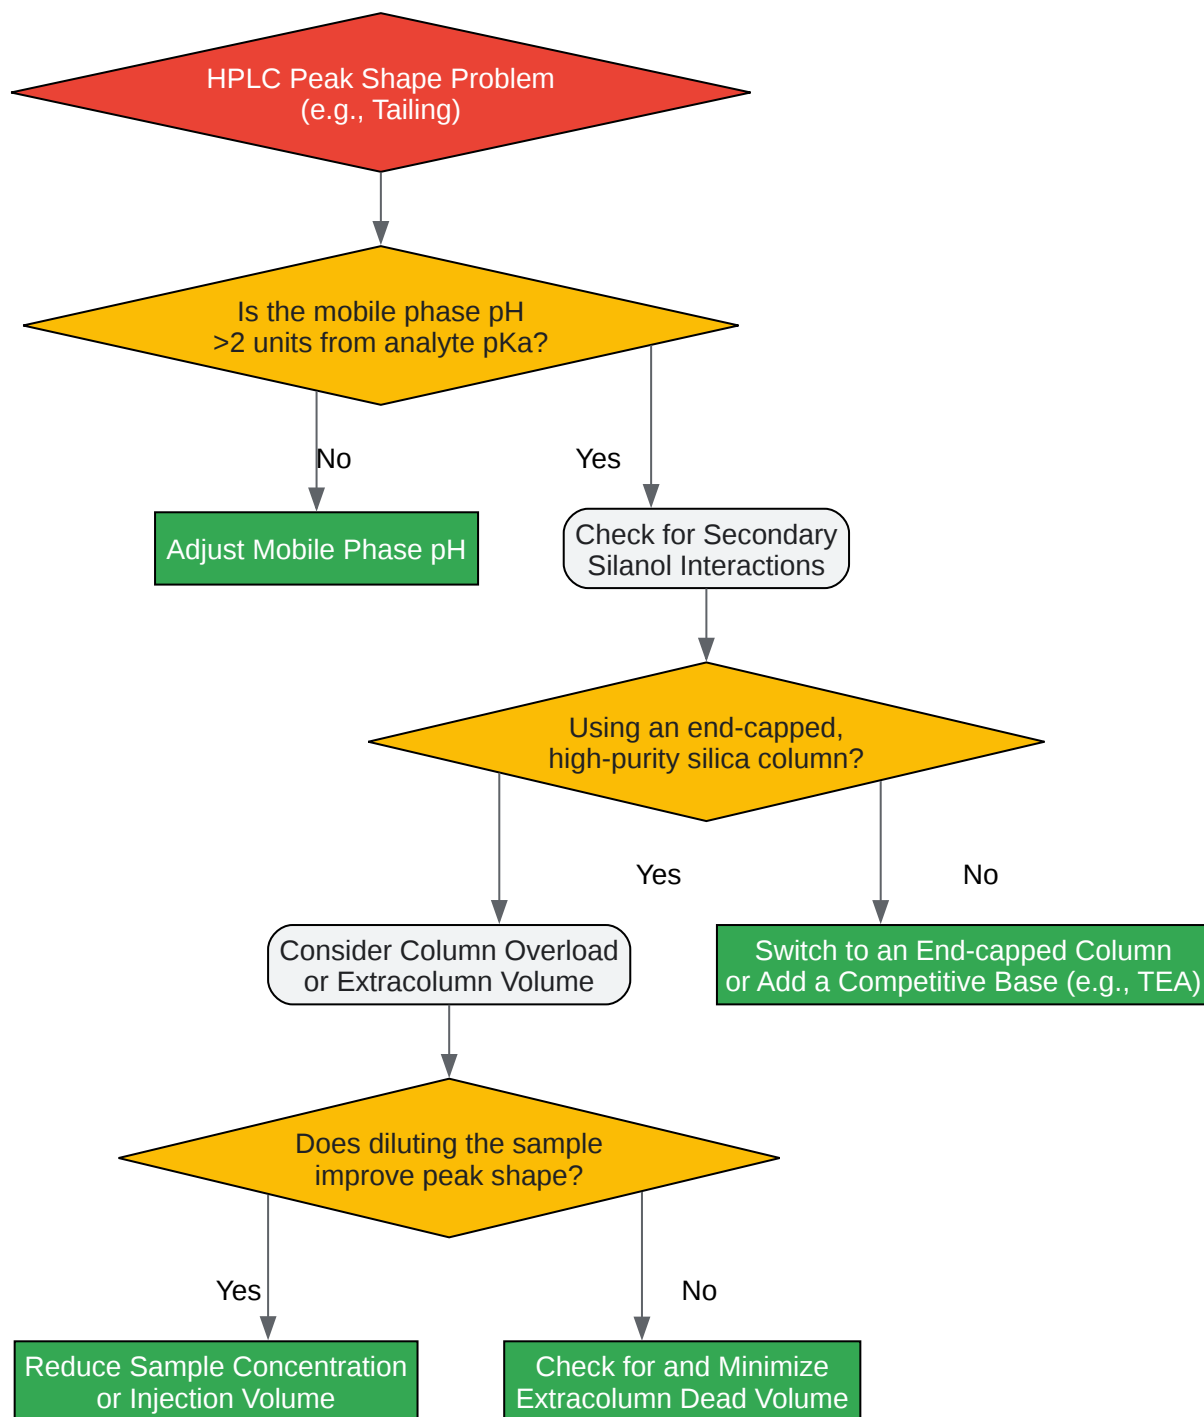 HPLC Peak Shape Problem
(e.g., Tailing)
Is the mobile phase pH
>2 units from analyte pKa?
No
Yes
Adjust Mobile Phase pH
Check for Secondary
Silanol Interactions
Using an end-capped,
high-purity silica column?
Yes
No
Consider Column Overload
or Extracolumn Volume
Switch to an End-capped Column
or Add a Competitive Base (e.g., TEA)
Does diluting the sample
improve peak shape?
Yes
No
Reduce Sample Concentration
or Injection Volume
Check for and Minimize
Extracolumn Dead Volume